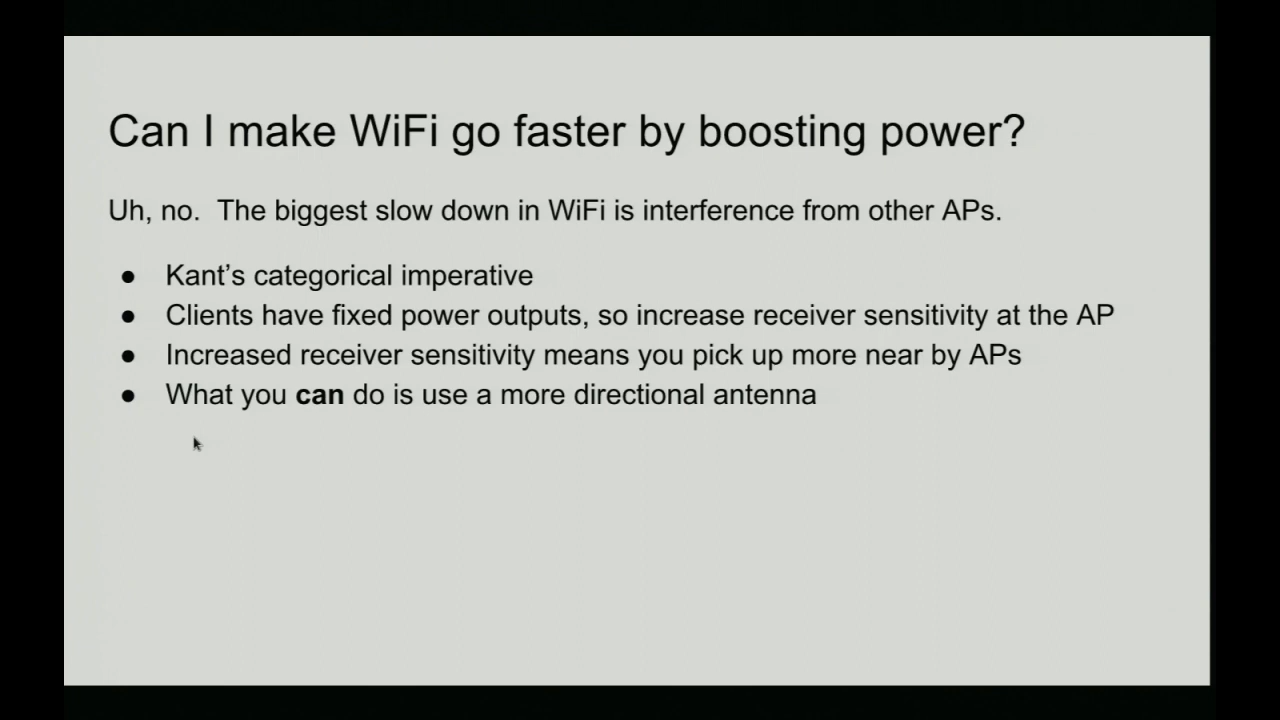 Can I make WiFi go faster by boosting power?
Uh, no.  The biggest slow down in WiFi is interference from other APs.
● Kant’s categorical imperative
● Clients have fixed power outputs, so increase receiver sensitivity at the AP
● Increased receiver sensitivity means you pick up more near by APs
● What you can do is use a more directional antenna